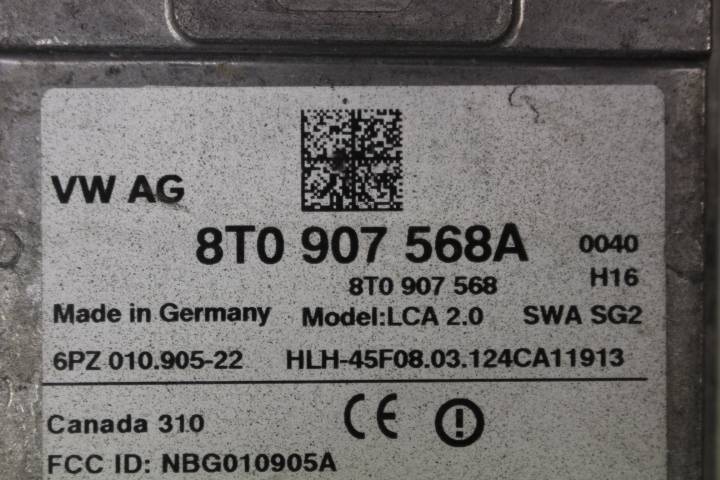 VW AG
8T0 907 568A 0040
8T0 907 568 H16
Made in Germany Model:LCA 2.0 SWA SG2
6PZ 010.905-22 HLH-45F08.03.124CA11913
Canada 310 CE
FCC ID: NBG010905A